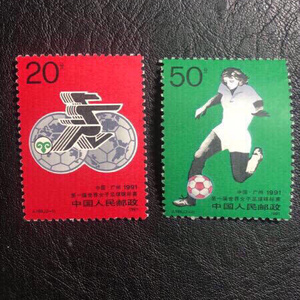 20分
中国·广州 1991
第一届世界女子足球锦标赛
中国人民邮政
50分
中国·广州 1991
第一届世界女子足球锦标赛
中国人民邮政